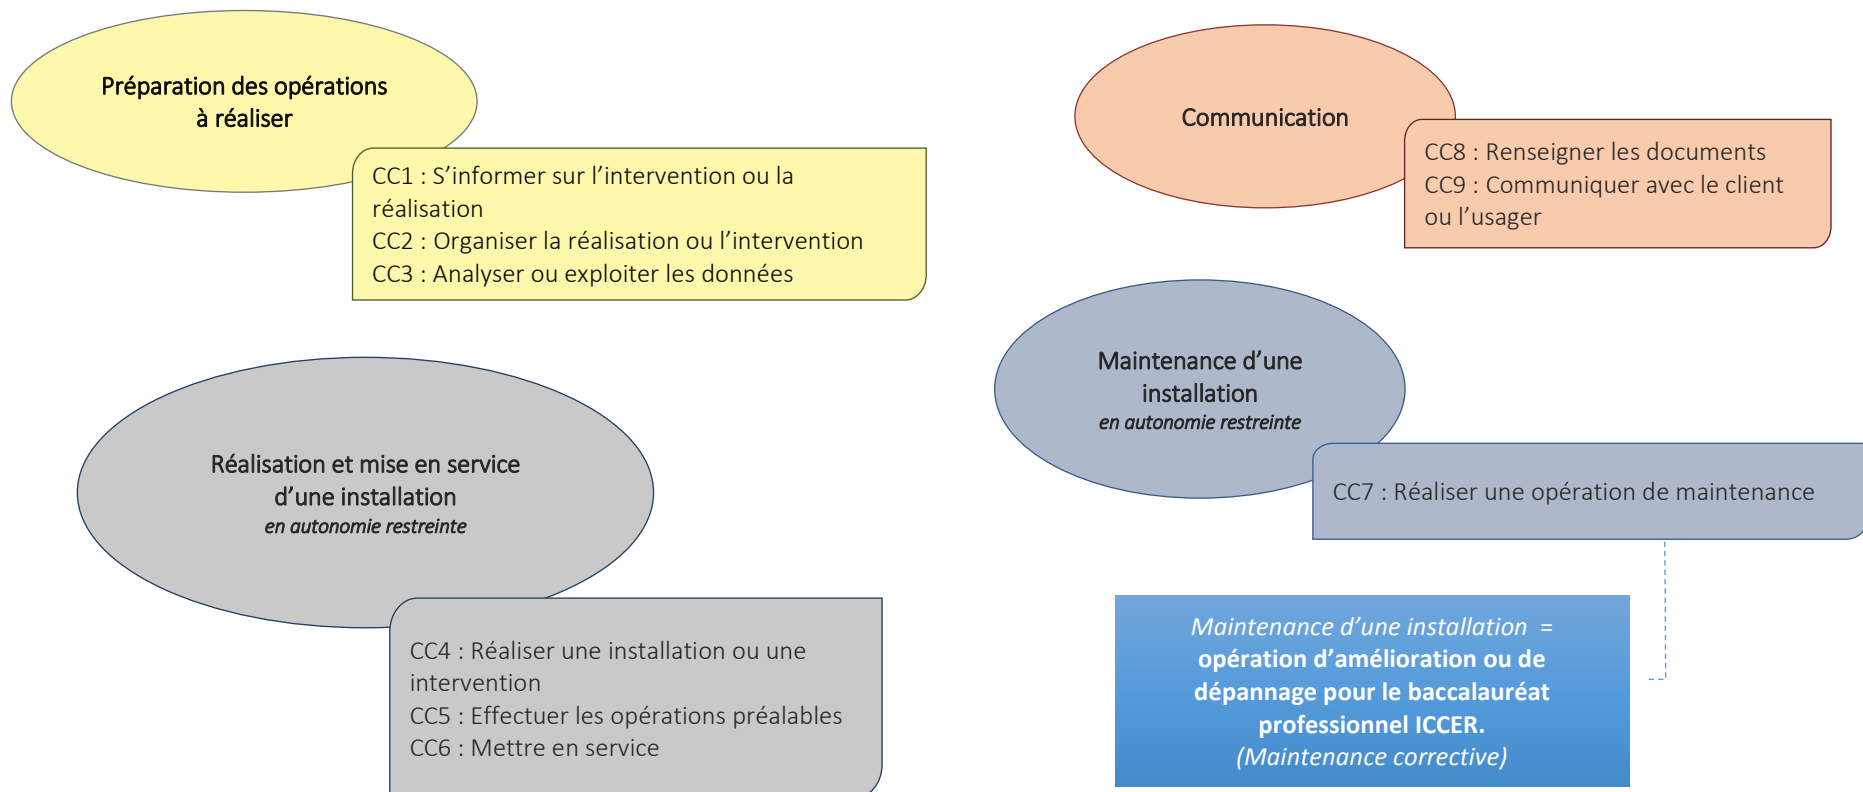 Préparation des opérations
à réaliser
CC1 : S’informer sur l’intervention ou la
réalisation
CC2 : Organiser la réalisation ou l’intervention
CC3 : Analyser ou exploiter les données
Communication
CC8 : Renseigner les documents
CC9 : Communiquer avec le client
ou l’usager
Réalisation et mise en service
d’une installation
en autonomie restreinte
CC4 : Réaliser une installation ou une
intervention
CC5 : Effectuer les opérations préalables
CC6 : Mettre en service
Maintenance d’une
installation
en autonomie restreinte
CC7 : Réaliser une opération de maintenance
Maintenance d’une installation =
opération d’amélioration ou de
dépannage pour le baccalauréat
professionnel ICCER.
(Maintenance corrective)